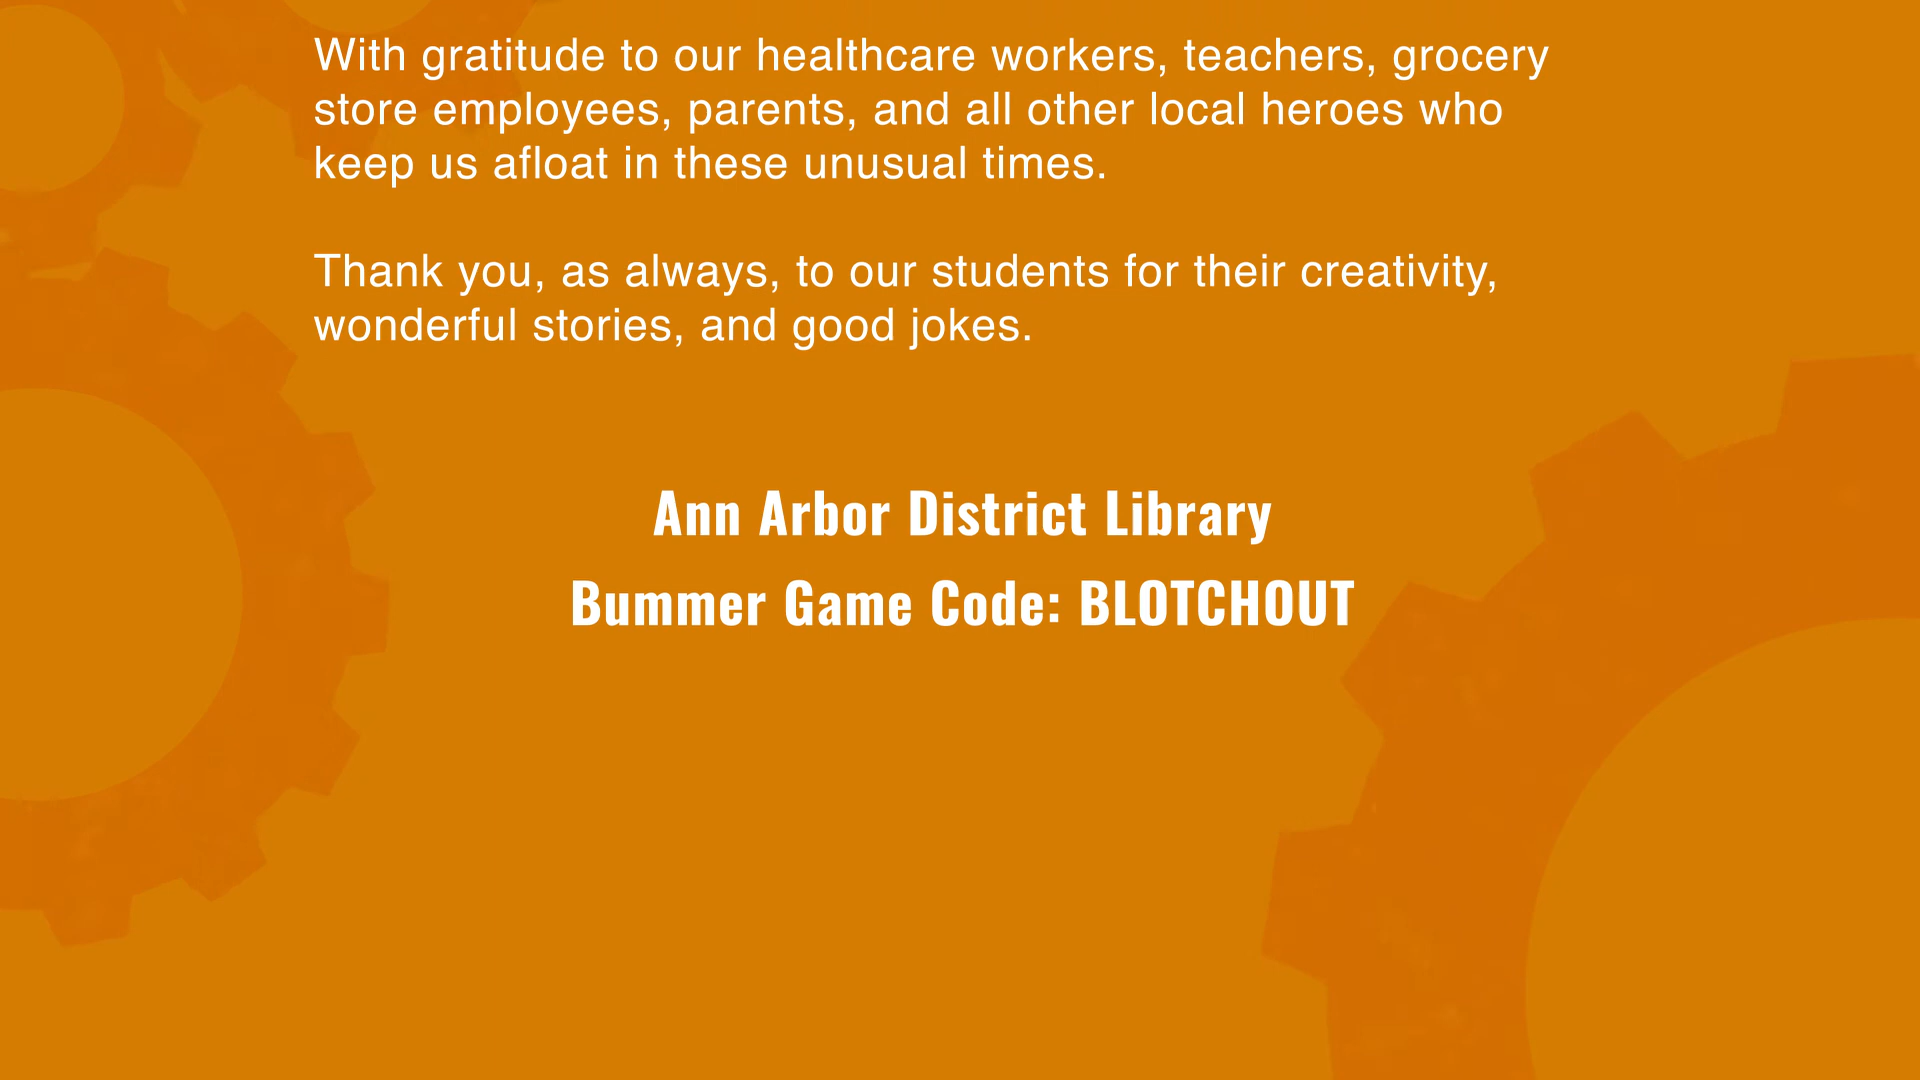 With gratitude to our healthcare workers, teachers, grocery
store employees, parents, and all other local heroes who
keep us afloat in these unusual times.
Thank you, as always, to our students for their creativity,
wonderful stories, and good jokes.
Ann Arbor District Library
Bummer Game Code: BLOTCHOUT